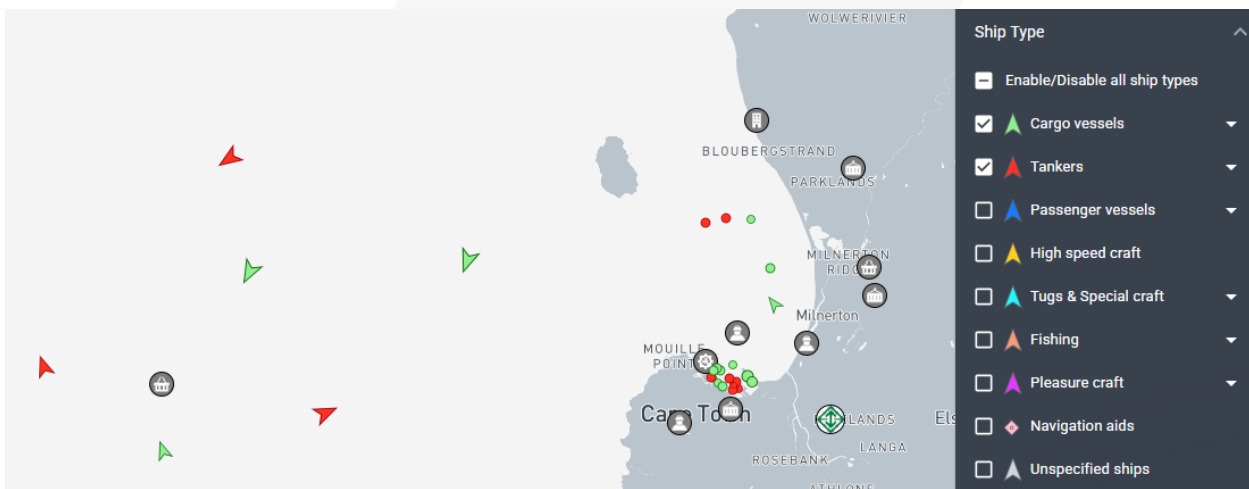 WOLWERIVIER
BLOUBERGSTRAND
PARKLANDS
MILNERTON
RIDGE
Milnerton
MOUILLE
POINT
Cape Town
LANDS
Els
LANGA
ROSEBANK
ATHLONE
Ship Type
Enable/Disable all ship types
Cargo vessels
Tankers
Passenger vessels
High speed craft
Tugs & Special craft
Fishing
Pleasure craft
Navigation aids
Unspecified ships